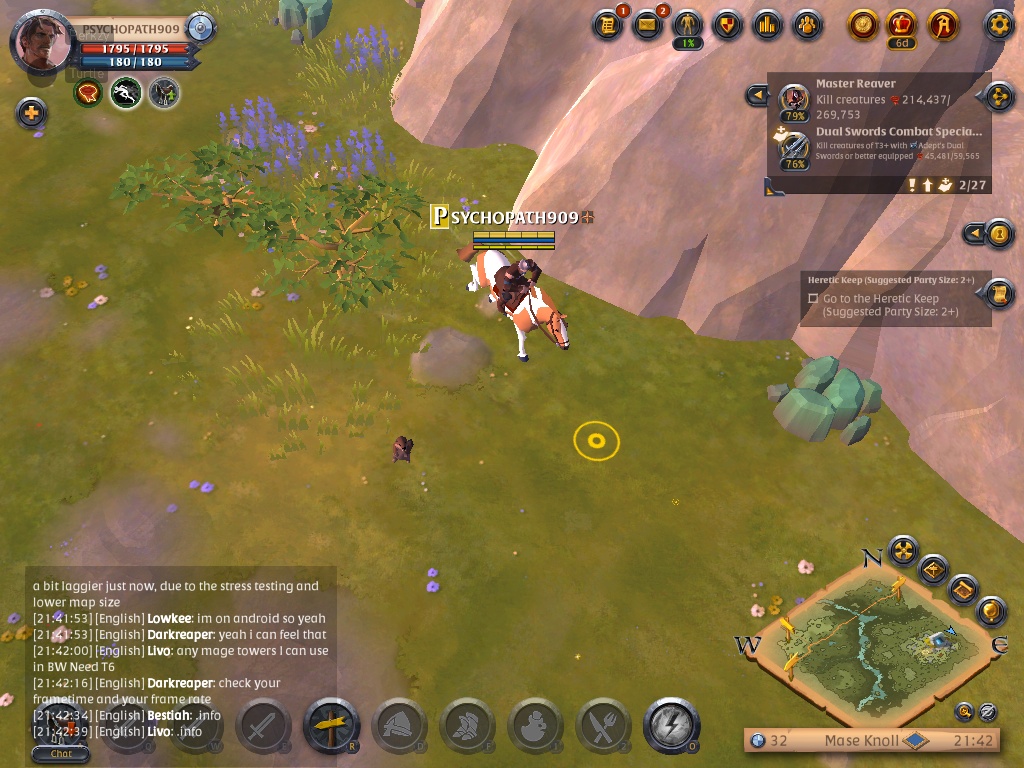 PSYCHOPATH909
1795 / 1795
180 / 180
Turtle
1
2
1%
6d
Master Reaver
Kill creatures 214,437/
269,753
79%
Dual Swords Combat Specia...
Kill creatures of T3+ with Adept's Dual
Swords or better equipped 45,481/59,565
76%
2/27
PSYCHOPATH909
Heretic Keep (Suggested Party Size: 2+)
Go to the Heretic Keep
(Suggested Party Size: 2+)
a bit laggier just now, due to the stress testing and
lower map size
[21:41:53] [English] Lowkee: im on android so yeah
[21:41:53] [English] Darkreaper: yeah i can feel that
[21:42:00] [English] Livo: any mage towers I can use
in BW Need T6
[21:42:16] [English] Darkreaper: check your
frametime and your frame rate
[21:42:34] [English] Bestiah: .info
[21:42:39] [English] Livo: .info
Chat
Q
W
E
R
D
F
2
O
N
W
E
32
Mase Knoll
21:42